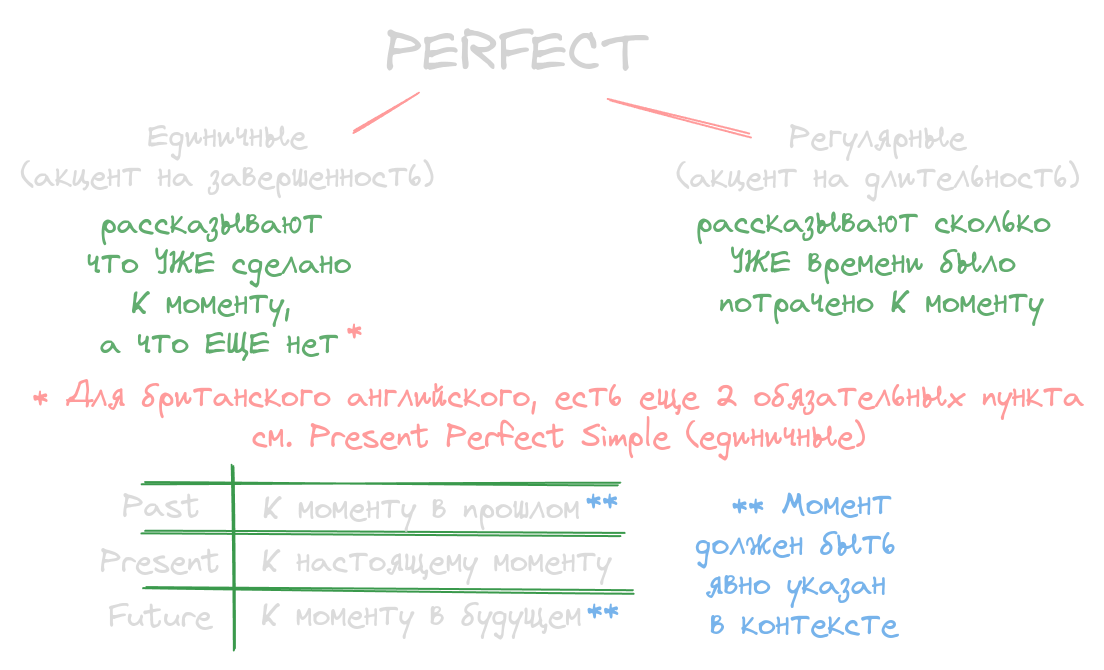 PERFECT
Единичные
(акцент на завершенность)
рассказывают
что УЖЕ сделано
К моменту,
а что ЕЩЕ нет *
Регулярные
(акцент на длительность)
рассказывают сколько
УЖЕ времени было
потрачено К моменту
* Для британского английского, есть еще 2 обязательных пункта
см. Present Perfect Simple (единичные)
Past К моменту в прошлом **
Present К настоящему моменту
Future К моменту в будущем **
** Момент
должен быть
явно указан
в контексте